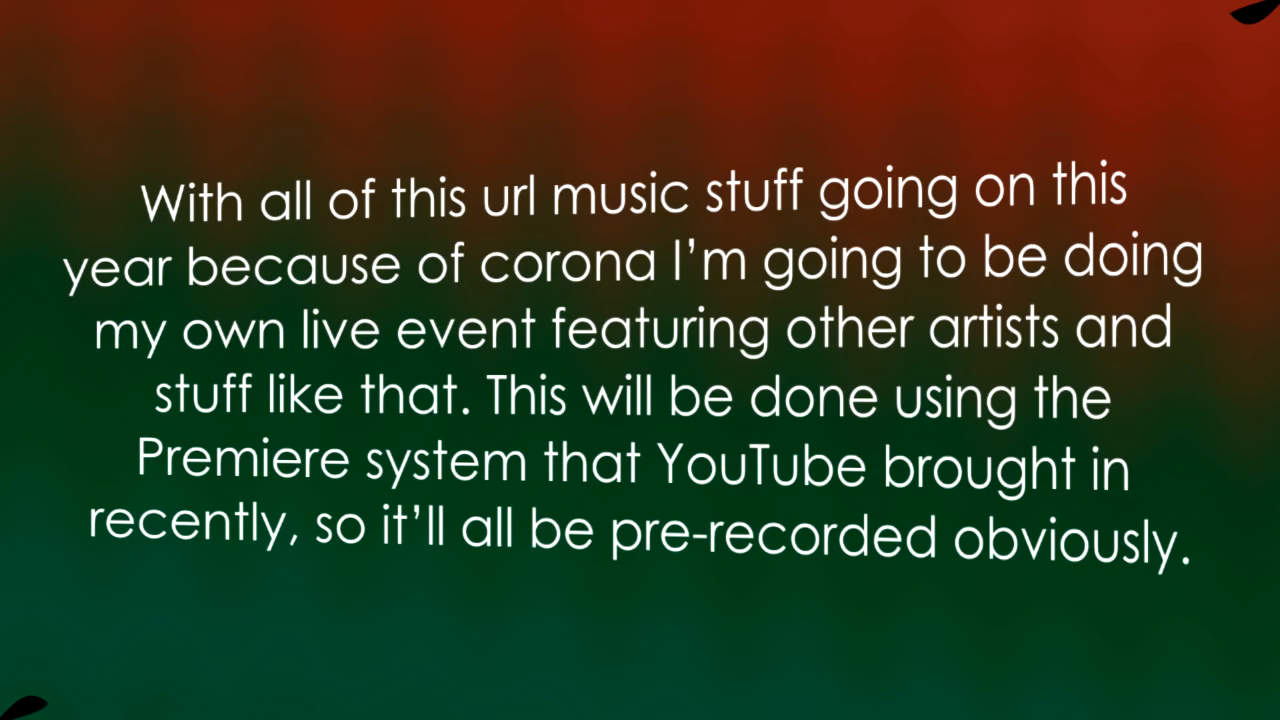 With all of this url music stuff going on this
year because of corona I’m going to be doing
my own live event featuring other artists and
stuff like that. This will be done using the
Premiere system that YouTube brought in
recently, so it’ll all be pre-recorded obviously.